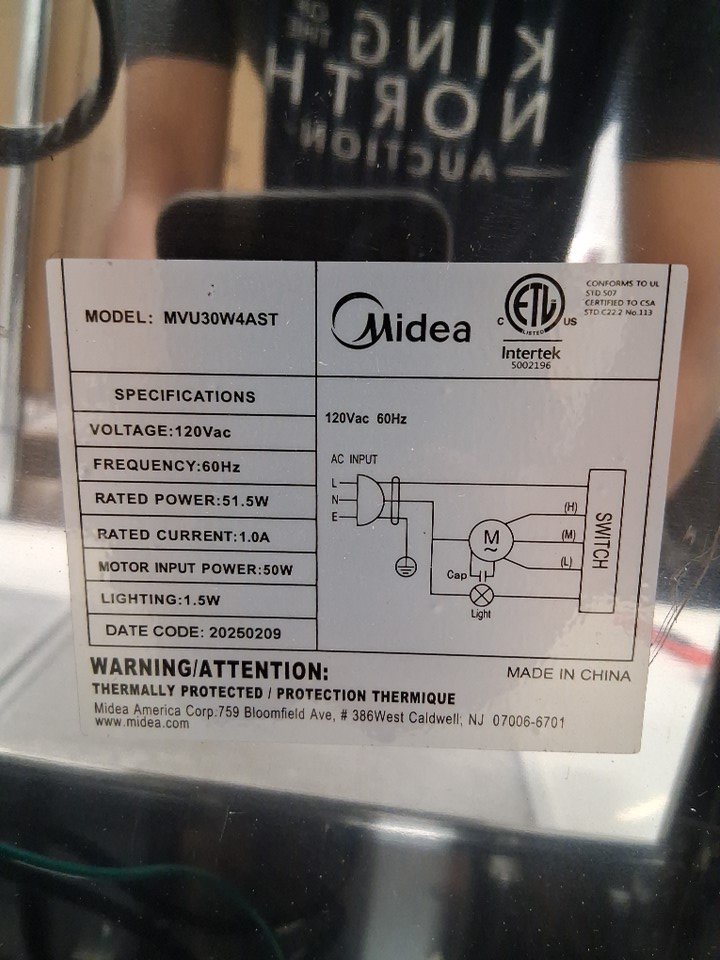 KING
OF
THE
NORTH
AUCTION
MODEL: MVU30W4AST
Midea
ETL
LISTED
C
US
Intertek
5002196
CONFORMS TO UL
STD 507
CERTIFIED TO CSA
STD.C22.2 No.113
SPECIFICATIONS
VOLTAGE:120Vac
FREQUENCY:60Hz
RATED POWER:51.5W
RATED CURRENT:1.0A
MOTOR INPUT POWER:50W
LIGHTING:1.5W
DATE CODE: 20250209
120Vac 60Hz
AC INPUT
L
N
E
M
~
(H)
(M)
(L)
SWITCH
Cap
Light
WARNING/ATTENTION:
MADE IN CHINA
THERMALLY PROTECTED / PROTECTION THERMIQUE
Midea America Corp.759 Bloomfield Ave, # 386West Caldwell, NJ 07006-6701
www.midea.com